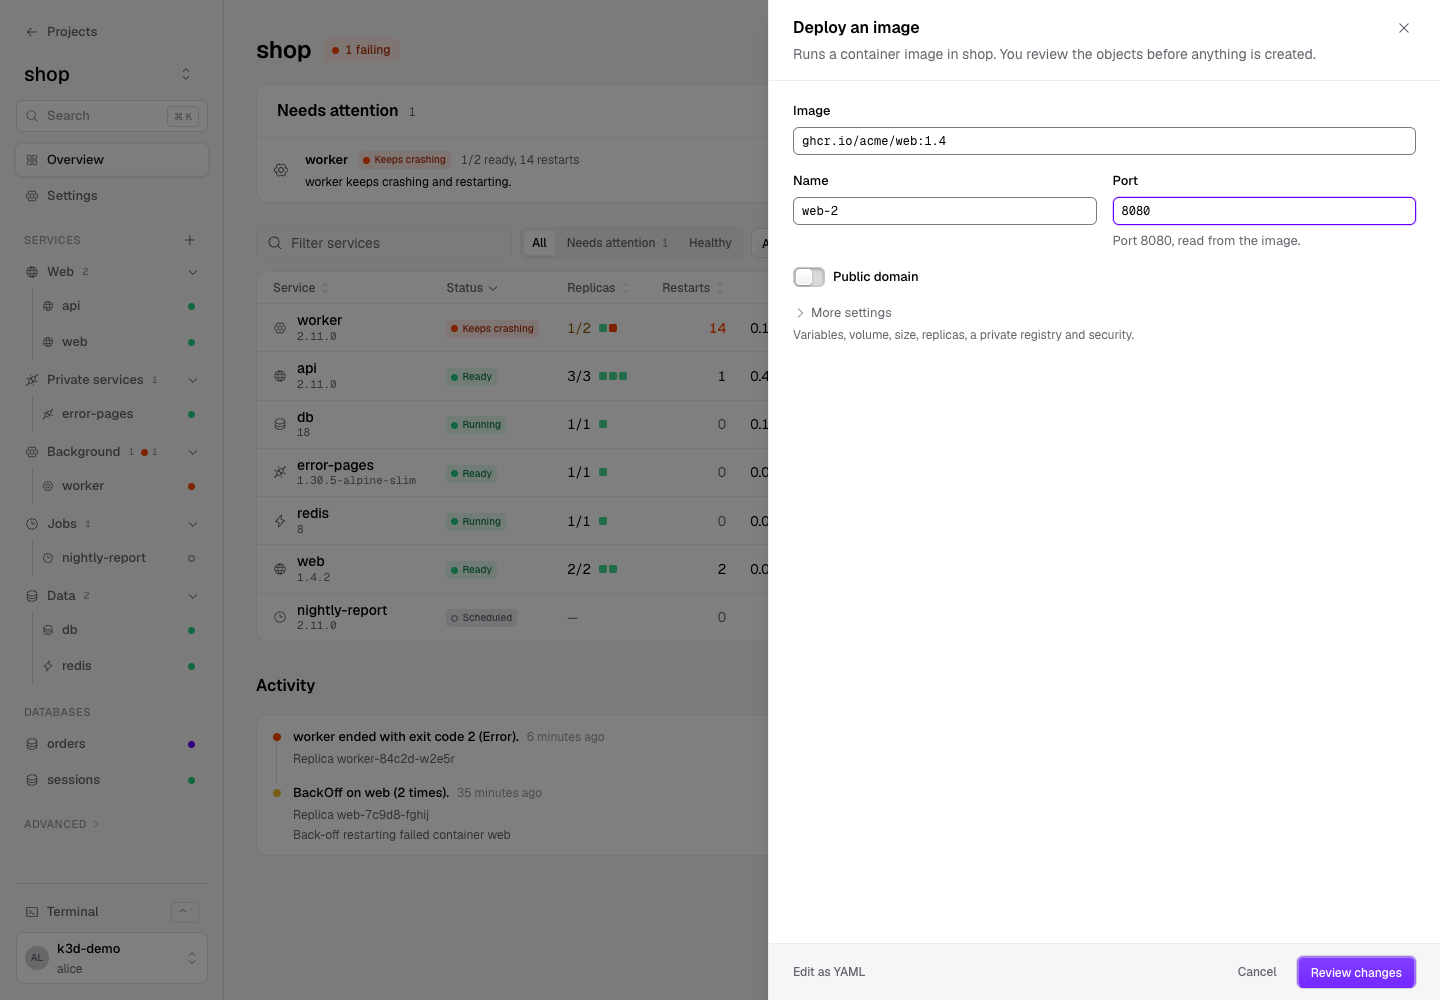 Projects
shop
Search
⌘ K
Overview
Settings
SERVICES
Web 2
api
web
Private services 1
error-pages
Background 1 1
worker
Jobs 1
nightly-report
Data 2
db
redis
DATABASES
orders
sessions
ADVANCED
Terminal
AL
k3d-demo
alice
shop
1 failing
Needs attention 1
worker Keeps crashing 1/2 ready, 14 restarts
worker keeps crashing and restarting.
Filter services
All Needs attention 1 Healthy
Service Status Replicas Restarts
worker
2.11.0
Keeps crashing 1/2 14
api
2.11.0
Ready 3/3 1
db
18
Running 1/1 0
error-pages
1.30.5-alpine-slim
Ready 1/1 0
redis
8
Running 1/1 0
web
1.4.2
Ready 2/2 2
nightly-report
2.11.0
Scheduled — 0
Activity
worker ended with exit code 2 (Error). 6 minutes ago
Replica worker-84c2d-w2e5r
BackOff on web (2 times). 35 minutes ago
Replica web-7c9d8-fghij
Back-off restarting failed container web
Deploy an image
Runs a container image in shop. You review the objects before anything is created.
Image
ghcr.io/acme/web:1.4
Name
web-2
Port
8080
Port 8080, read from the image.
Public domain
More settings
Variables, volume, size, replicas, a private registry and security.
Edit as YAML
Cancel
Review changes